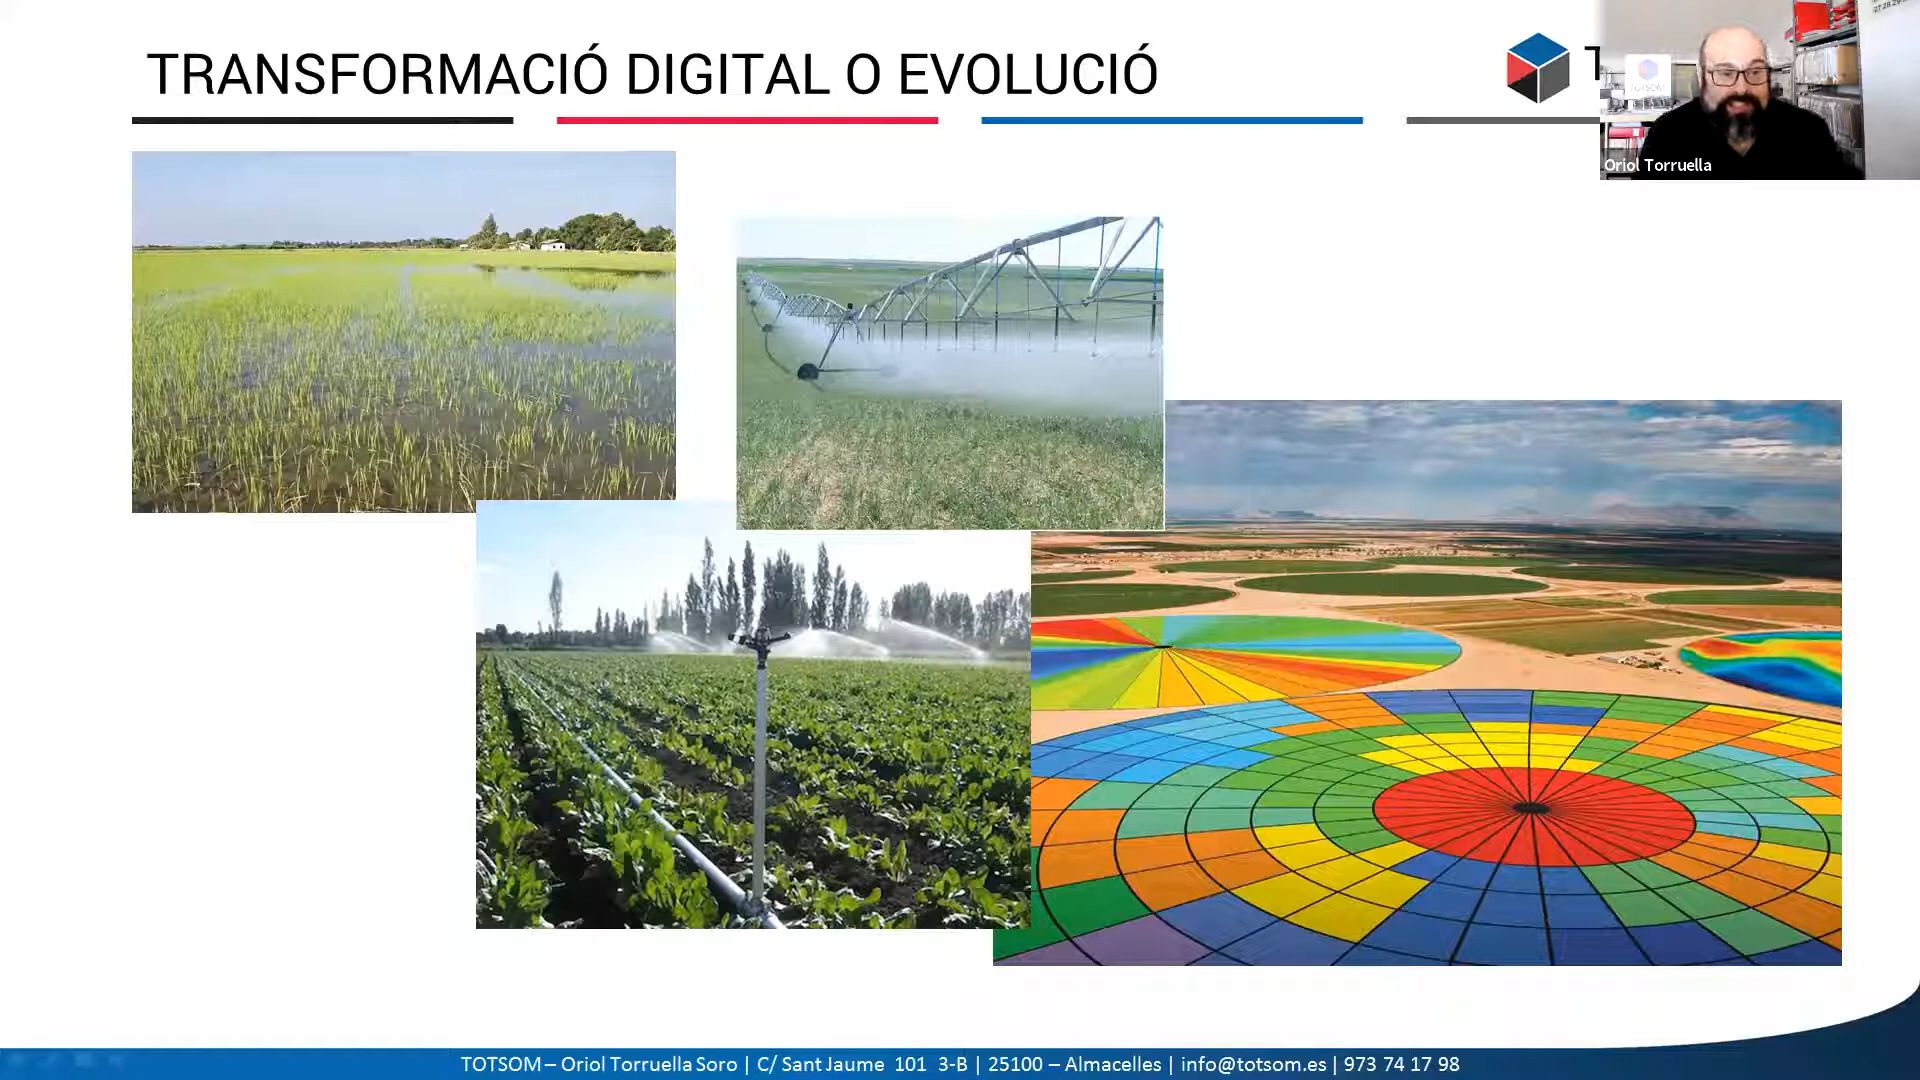 TRANSFORMACIÓ DIGITAL O EVOLUCIÓ
T
TOTSOM
Oriol Torruella
TOTSOM – Oriol Torruella Soro | C/ Sant Jaume 101 3-B | 25100 – Almacelles | info@totsom.es | 973 74 17 98